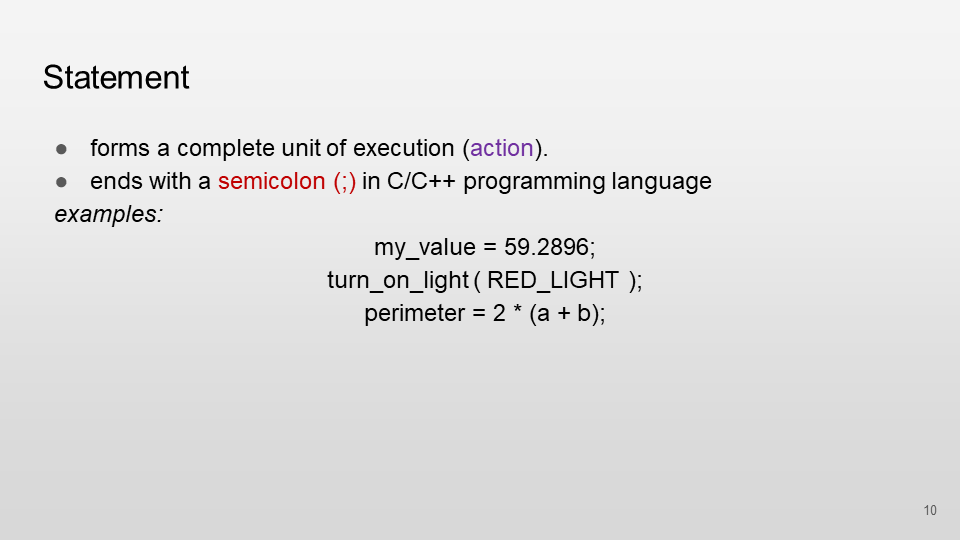 Statement
● forms a complete unit of execution (action).
● ends with a semicolon (;) in C/C++ programming language
examples:
my_value = 59.2896;
turn_on_light ( RED_LIGHT );
perimeter = 2 * (a + b);
10